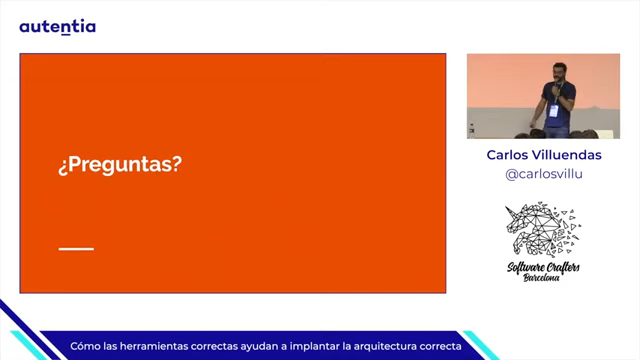 autentia
¿Preguntas?
Carlos Villuendas
@carlosvillu
Software Crafters
Barcelona
Cómo las herramientas correctas ayudan a implantar la arquitectura correcta